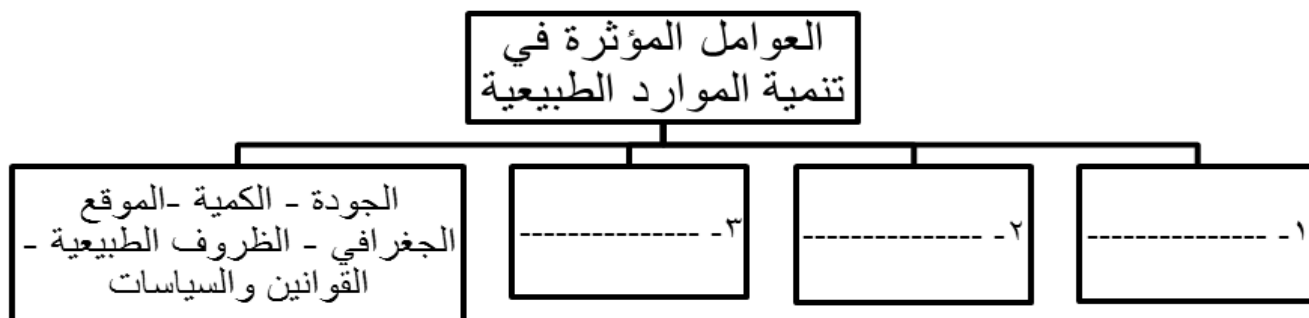 العوامل المؤثرة في
تنمية الموارد الطبيعية
١- ---------------
٢- ---------------
٣- ---------------
الجودة - الكمية -الموقع
الجغرافي - الظروف الطبيعية -
القوانين والسياسات